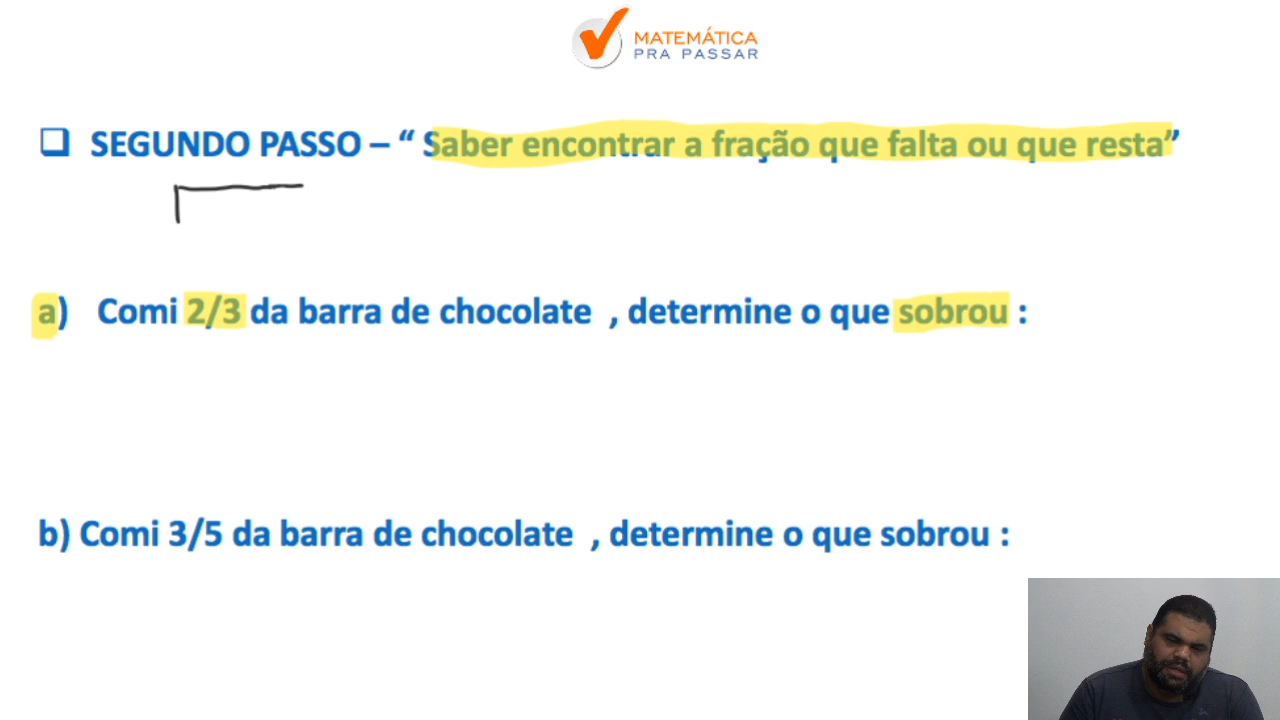 MATEMÁTICA
PRA PASSAR
SEGUNDO PASSO – “ Saber encontrar a fração que falta ou que resta”
a) Comi 2/3 da barra de chocolate , determine o que sobrou :
b) Comi 3/5 da barra de chocolate , determine o que sobrou :